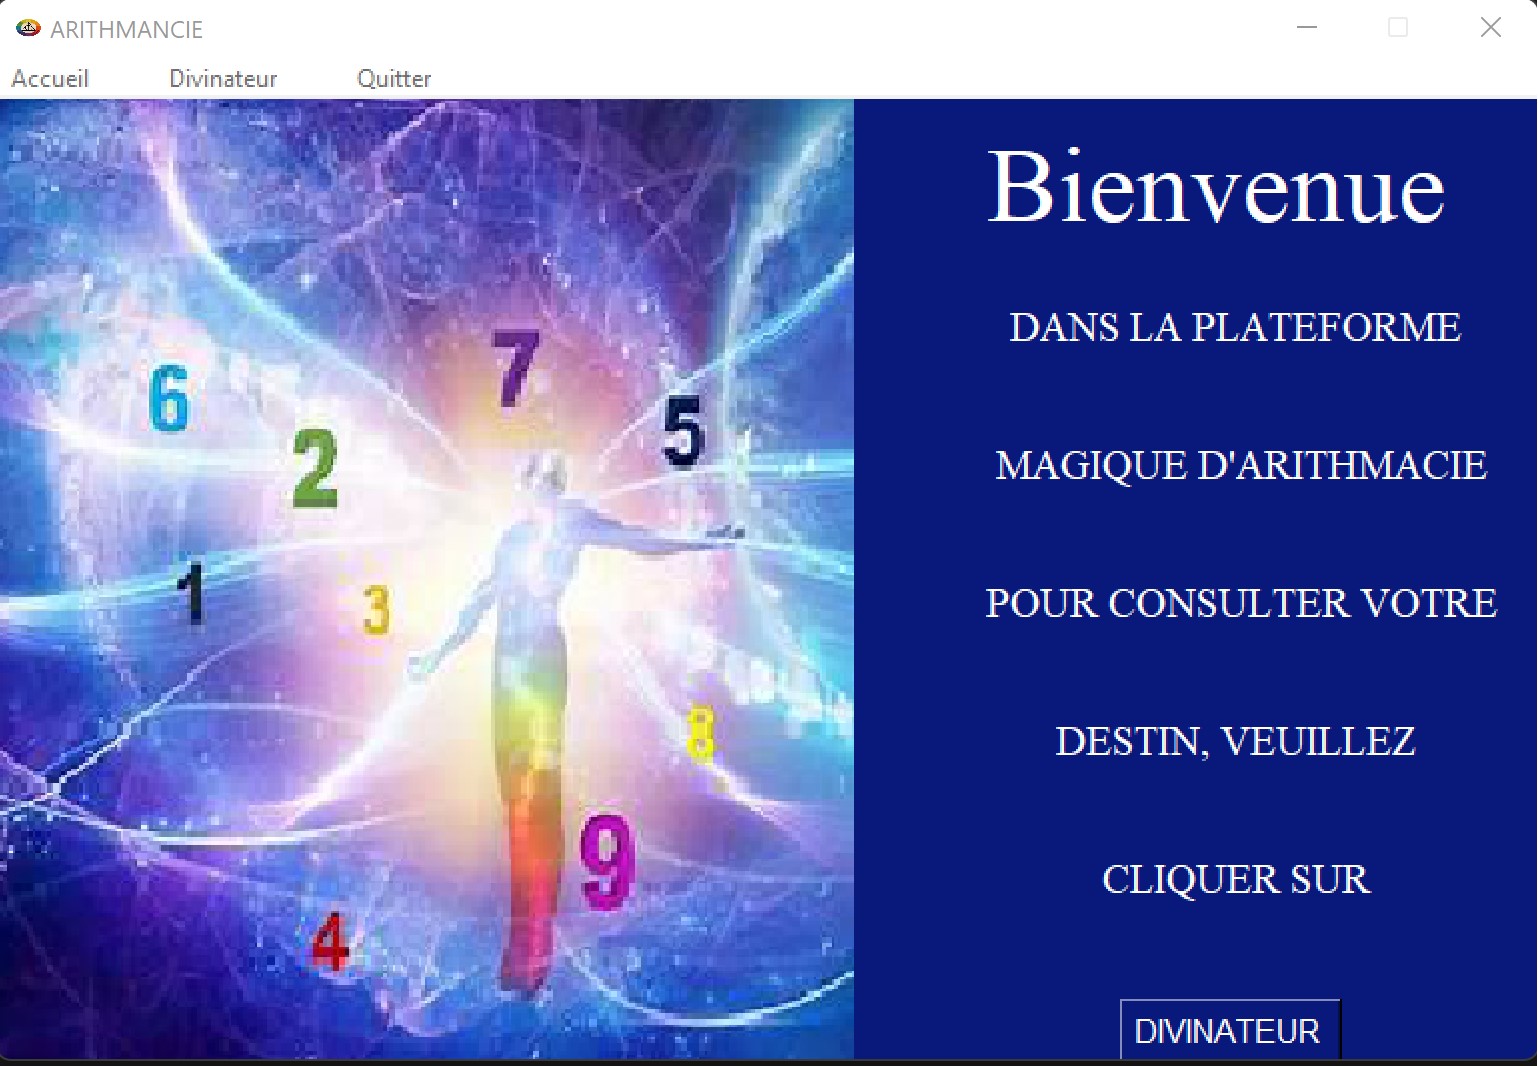 ARITHMANCIE
Accueil Divinateur Quitter
Bienvenue
DANS LA PLATEFORME
MAGIQUE D'ARITHMACIE
POUR CONSULTER VOTRE
DESTIN, VEUILLEZ
CLIQUER SUR
DIVINATEUR
7
6
5
2
1
3
8
9
4